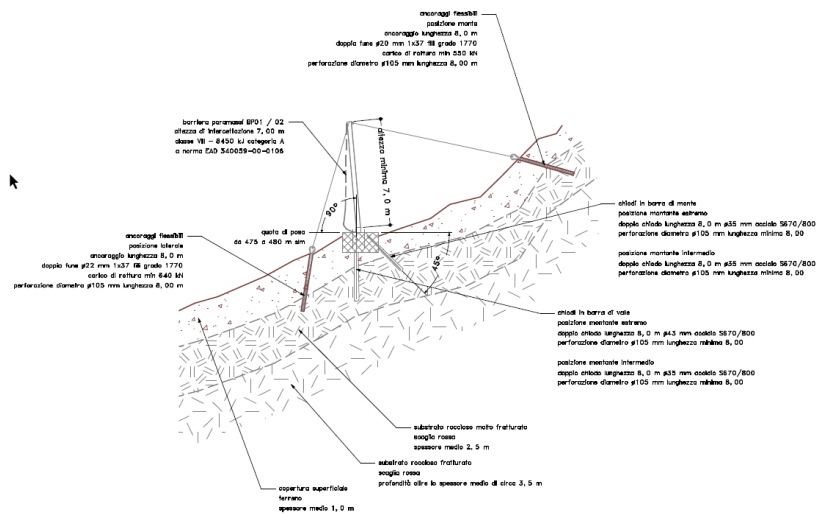 ancoraggi flessibili
posizione monte
ancoraggio lunghezza 8, 0 m
doppia fune ø20 mm 1x37 fili grado 1770
carico di rottura min 550 kN
perforazione diametro ø105 mm lunghezza 8, 00 m
barriera paramassi BP01 / 02
altezza di intercettazione 7, 00 m
classe VIII - 8450 kJ categoria A
a norma EAD 340059-00-0106
altezza minima 7, 0 m
90°
quota di posa
da 475 a 480 m slm
45°
chiodi in barra di monte
posizione montante estremo
doppio chiodo lunghezza 8, 0 m ø35 mm acciaio S670/800
perforazione diametro ø105 mm lunghezza minima 8, 00
posizione montante intermedio
doppio chiodo lunghezza 8, 0 m ø35 mm acciaio S670/800
perforazione diametro ø105 mm lunghezza minima 8, 00
ancoraggi flessibili
posizione laterale
ancoraggio lunghezza 8, 0 m
doppia fune ø22 mm 1x37 fili grado 1770
carico di rottura min 640 kN
perforazione diametro ø105 mm lunghezza 8, 00 m
chiodi in barra di valle
posizione montante estremo
doppio chiodo lunghezza 8, 0 m ø43 mm acciaio S670/800
perforazione diametro ø105 mm lunghezza minima 8, 00
posizione montante intermedio
doppio chiodo lunghezza 8, 0 m ø35 mm acciaio S670/800
perforazione diametro ø105 mm lunghezza minima 8, 00
substrato roccioso molto fratturato
scaglia rossa
spessore medio 2, 5 m
substrato roccioso fratturato
scaglia rossa
profondità oltre lo spessore medio di circa 3, 5 m
copertura superficiale
terreno
spessore medio 1, 0 m